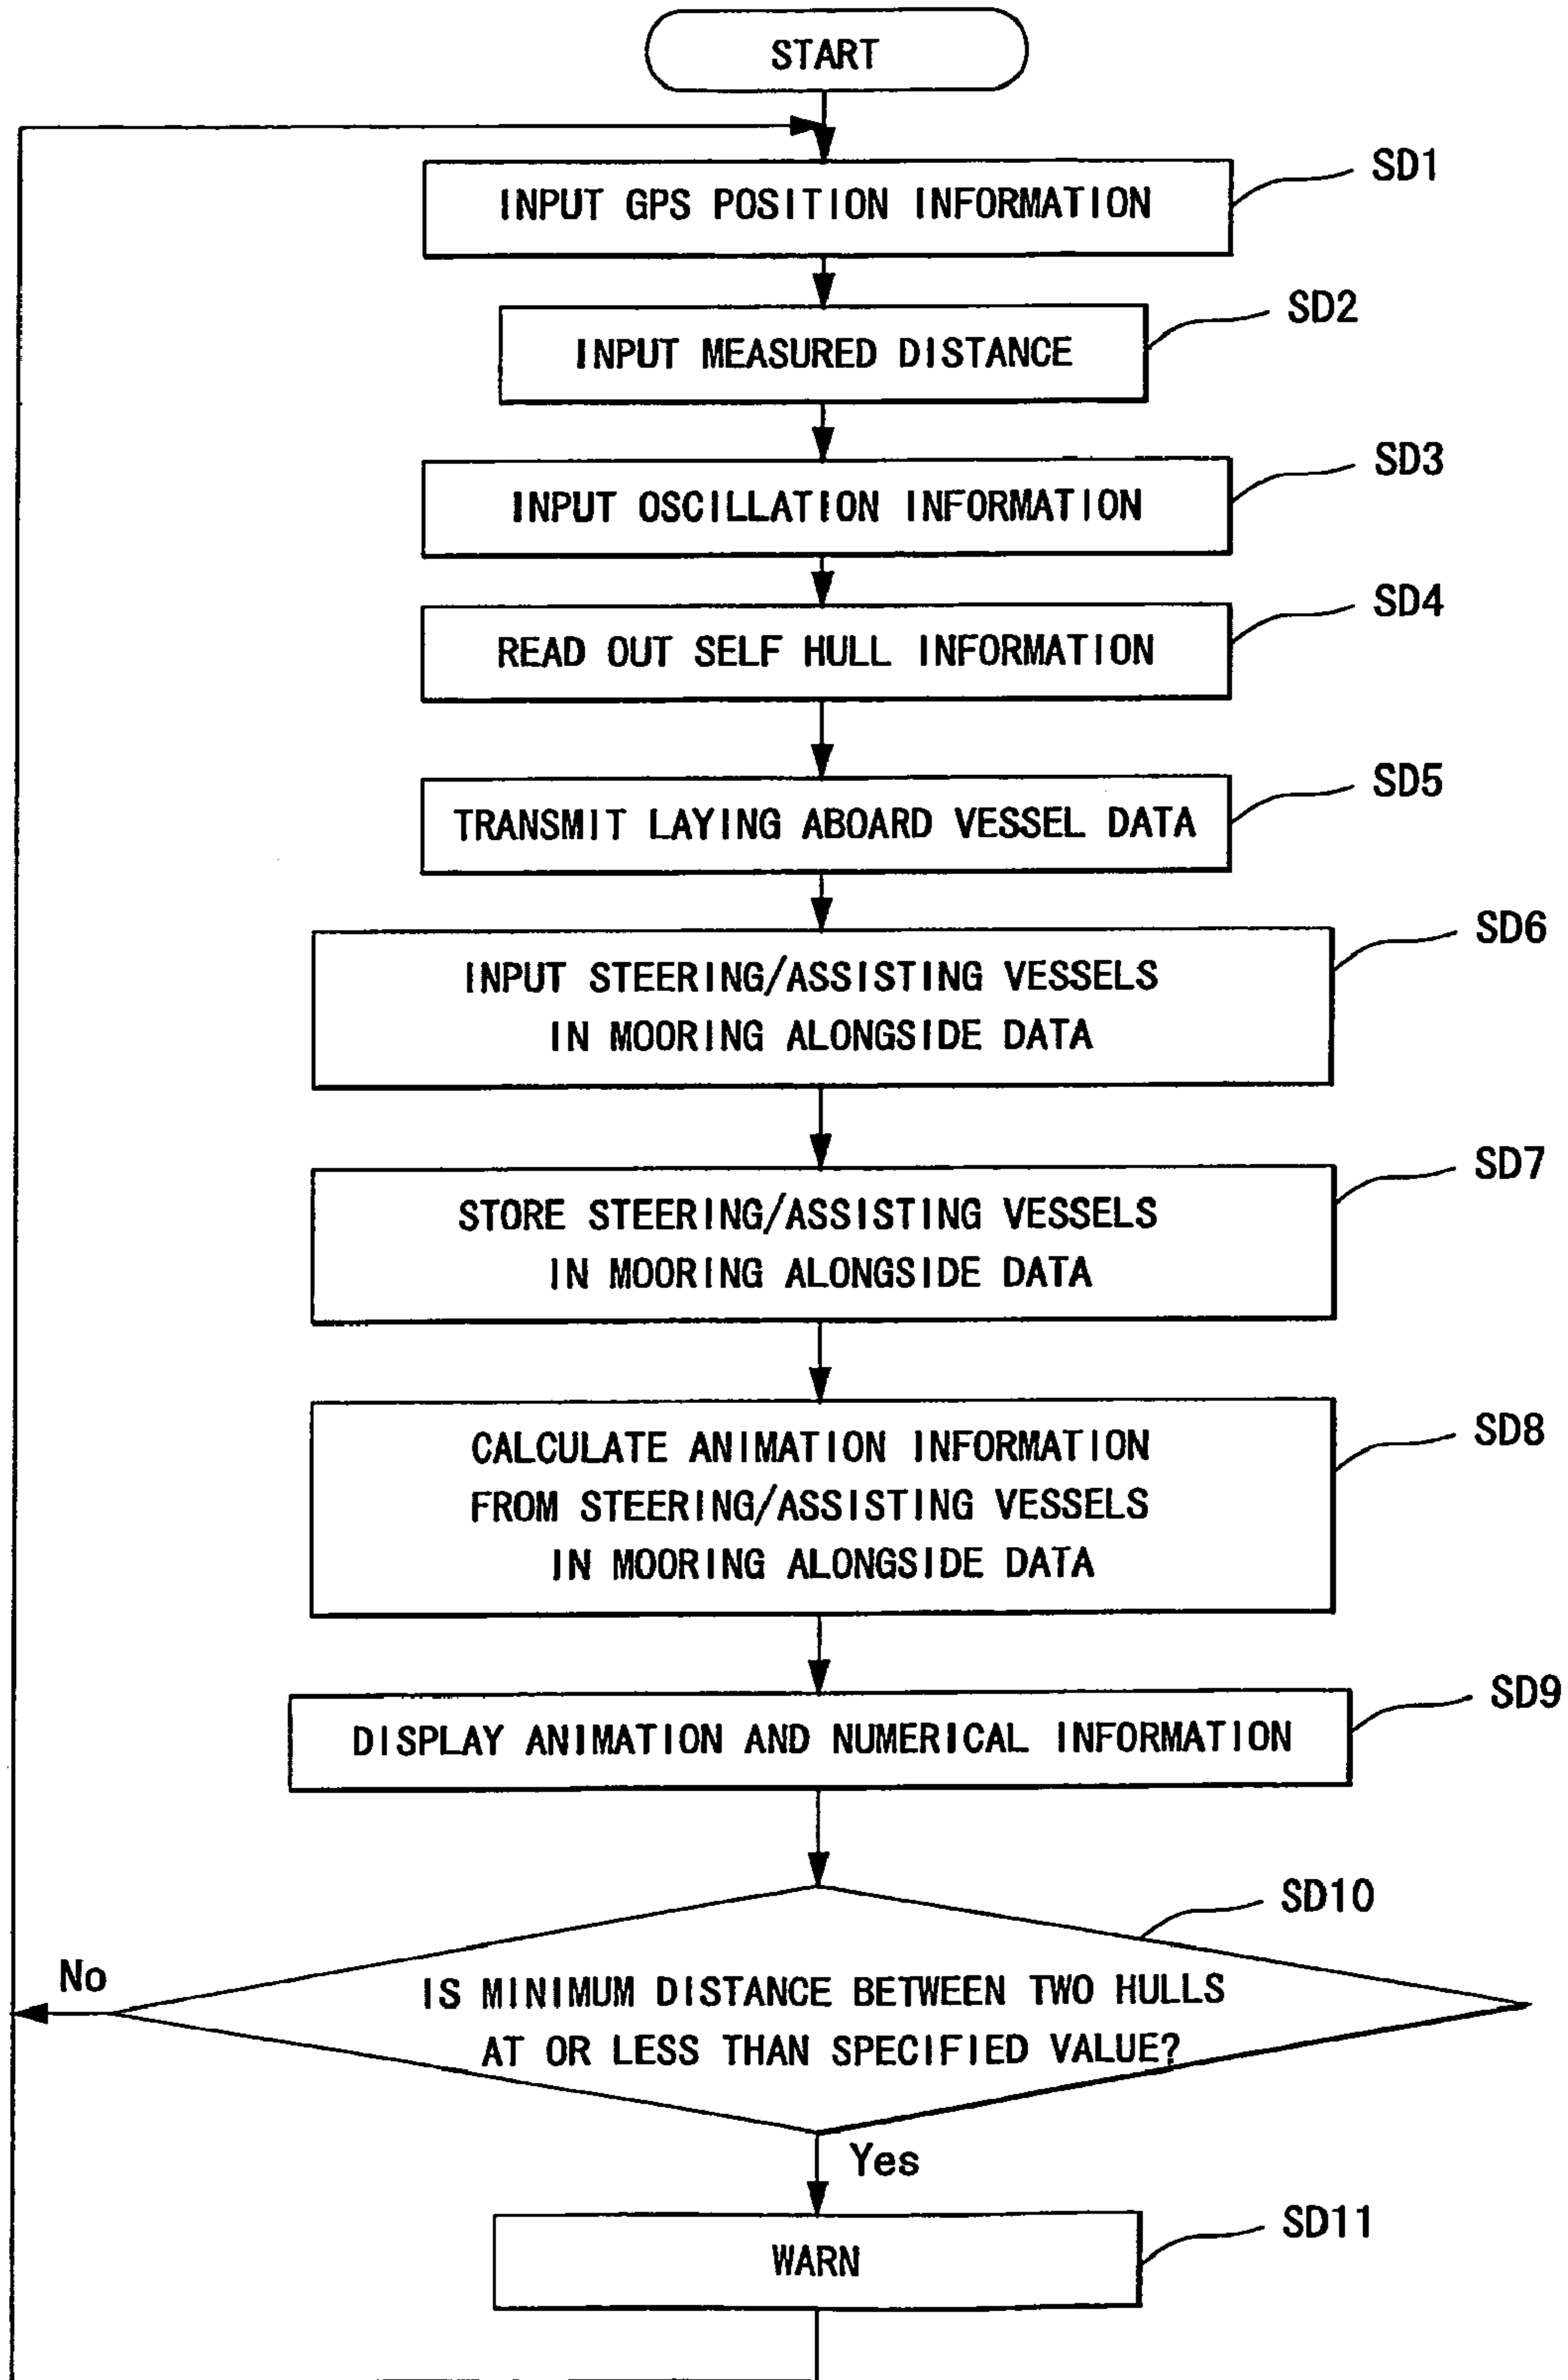 START
INPUT GPS POSITION INFORMATION
SD1
INPUT MEASURED DISTANCE
SD2
INPUT OSCILLATION INFORMATION
SD3
READ OUT SELF HULL INFORMATION
SD4
TRANSMIT LAYING ABOARD VESSEL DATA
SD5
INPUT STEERING/ASSISTING VESSELS
IN MOORING ALONGSIDE DATA
SD6
STORE STEERING/ASSISTING VESSELS
IN MOORING ALONGSIDE DATA
SD7
CALCULATE ANIMATION INFORMATION
FROM STEERING/ASSISTING VESSELS
IN MOORING ALONGSIDE DATA
SD8
DISPLAY ANIMATION AND NUMERICAL INFORMATION
SD9
SD10
No
IS MINIMUM DISTANCE BETWEEN TWO HULLS
AT OR LESS THAN SPECIFIED VALUE?
Yes
WARN
SD11